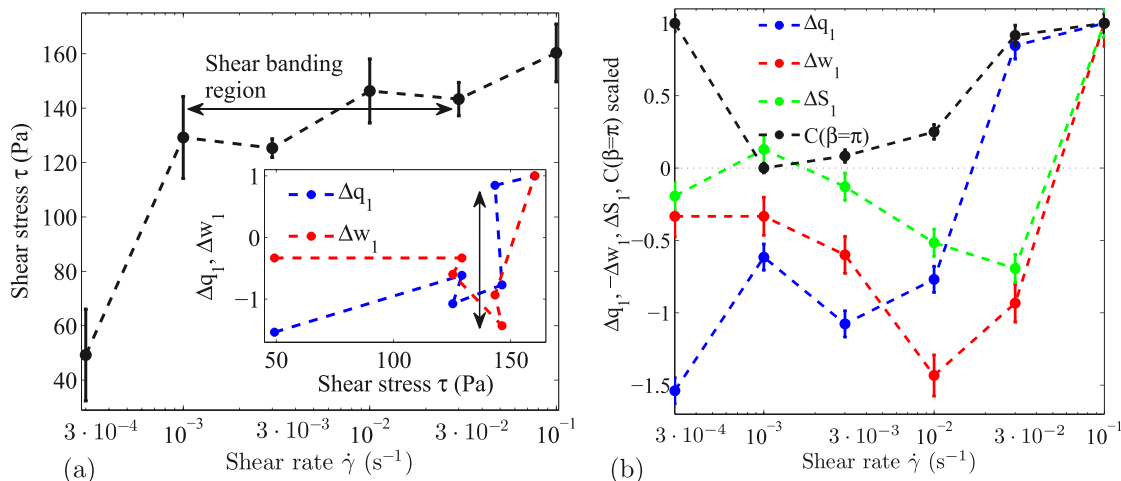 Shear stress τ (Pa)
160
140
120
100
80
60
40
Shear banding
region
Δq₁, Δw₁
1
0
−1
Δq₁
Δw₁
50
100
150
Shear stress τ (Pa)
3 · 10⁻⁴
10⁻³
3 · 10⁻³
10⁻²
3 · 10⁻²
10⁻¹
(a)
Shear rate γ̇ (s⁻¹)
Δq₁, −Δw₁, ΔS₁, C(β=π) scaled
1
0.5
0
−0.5
−1
−1.5
Δq₁
Δw₁
ΔS₁
C(β=π)
3 · 10⁻⁴
10⁻³
3 · 10⁻³
10⁻²
3 · 10⁻²
10⁻¹
(b)
Shear rate γ̇ (s⁻¹)